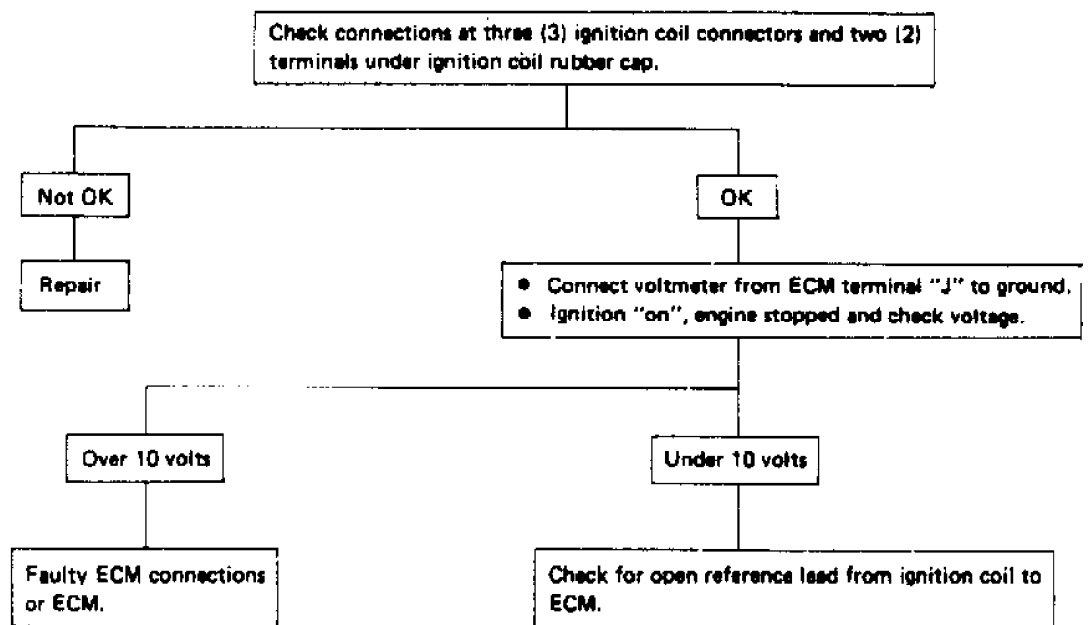 Check connections at three (3) ignition coil connectors and two (2)
terminals under ignition coil rubber cap.
Not OK
OK
Repair
● Connect voltmeter from ECM terminal "J" to ground.
● Ignition "on", engine stopped and check voltage.
Over 10 volts
Under 10 volts
Faulty ECM connections
or ECM.
Check for open reference lead from ignition coil to
ECM.